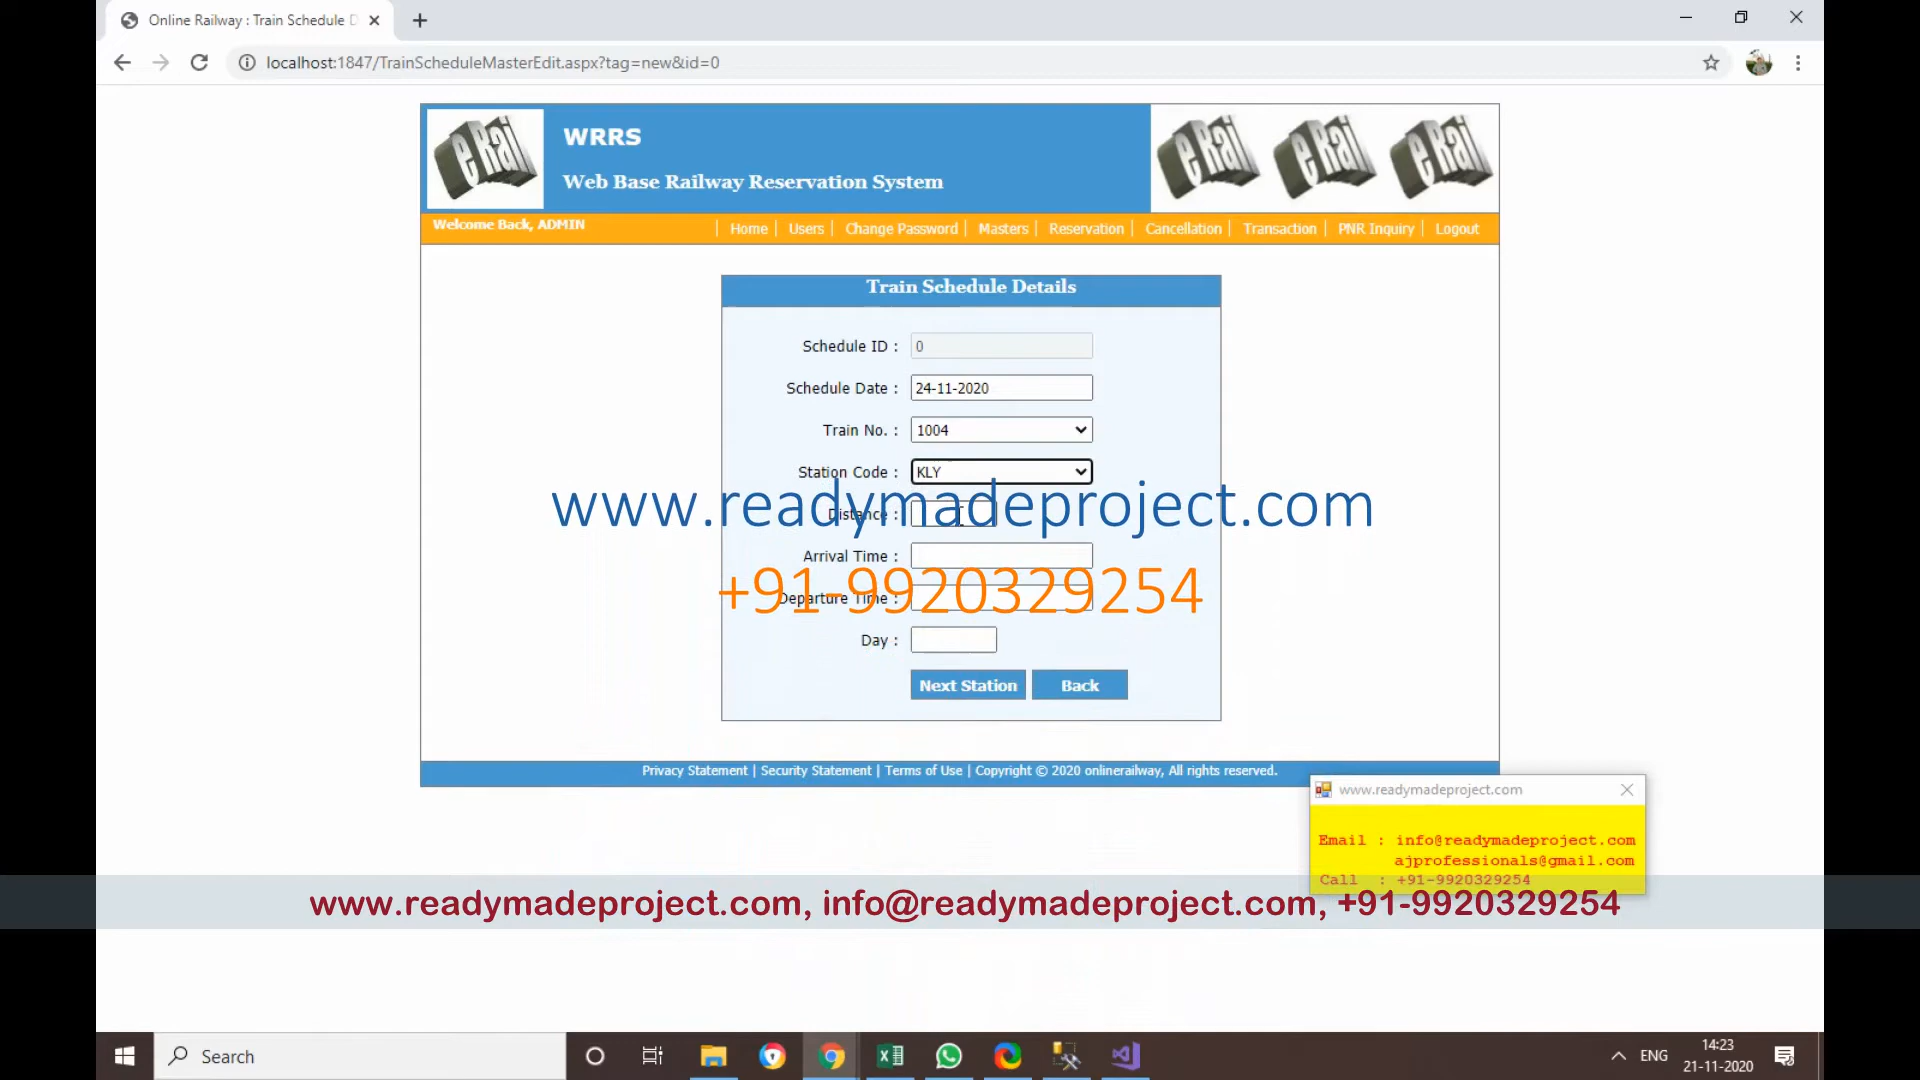 Online Railway : Train Schedule D
localhost:1847/TrainScheduleMasterEdit.aspx?tag=new&id=0
e Rail
WRRS
Web Base Railway Reservation System
e Rail e Rail e Rail
Welcome Back, ADMIN
| Home | Users | Change Password | Masters | Reservation | Cancellation | Transaction | PNR Inquiry | Logout
Train Schedule Details
Schedule ID : 0
Schedule Date : 24-11-2020
Train No. : 1004
Station Code : KLY
www.readymadeproject.com
Distance :
Arrival Time :
+91-9920329254
Departure Time :
Day :
Next Station Back
Privacy Statement | Security Statement | Terms of Use | Copyright © 2020 onlinerailway, All rights reserved.
www.readymadeproject.com
Email : info@readymadeproject.com
ajprofessionals@gmail.com
Call : +91-9920329254
www.readymadeproject.com, info@readymadeproject.com, +91-9920329254
Search
ENG
14:23
21-11-2020